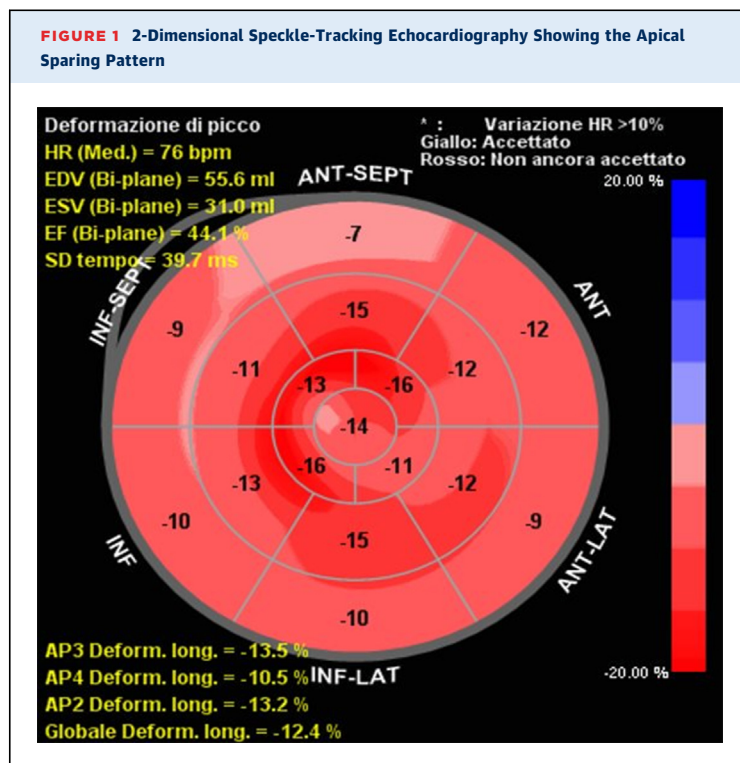 FIGURE 1 2-Dimensional Speckle-Tracking Echocardiography Showing the Apical
Sparing Pattern
Deformazione di picco
HR (Med.) = 76 bpm
EDV (Bi-plane) = 55.6 ml
ESV (Bi-plane) = 31.0 ml
EF (Bi-plane) = 44.1 %
SD tempo = 39.7 ms
* : Variazione HR >10%
Giallo: Accettato
Rosso: Non ancora accettato
20.00 %
ANT-SEPT
INF-SEPT
ANT
-7
-9
-12
-15
-11
-12
-13
-16
-14
-16
-11
-13
-12
-10
-9
-15
-10
INF
ANT-LAT
INF-LAT
-20.00 %
AP3 Deform. long. = -13.5 %
AP4 Deform. long. = -10.5 %
AP2 Deform. long. = -13.2 %
Globale Deform. long. = -12.4 %